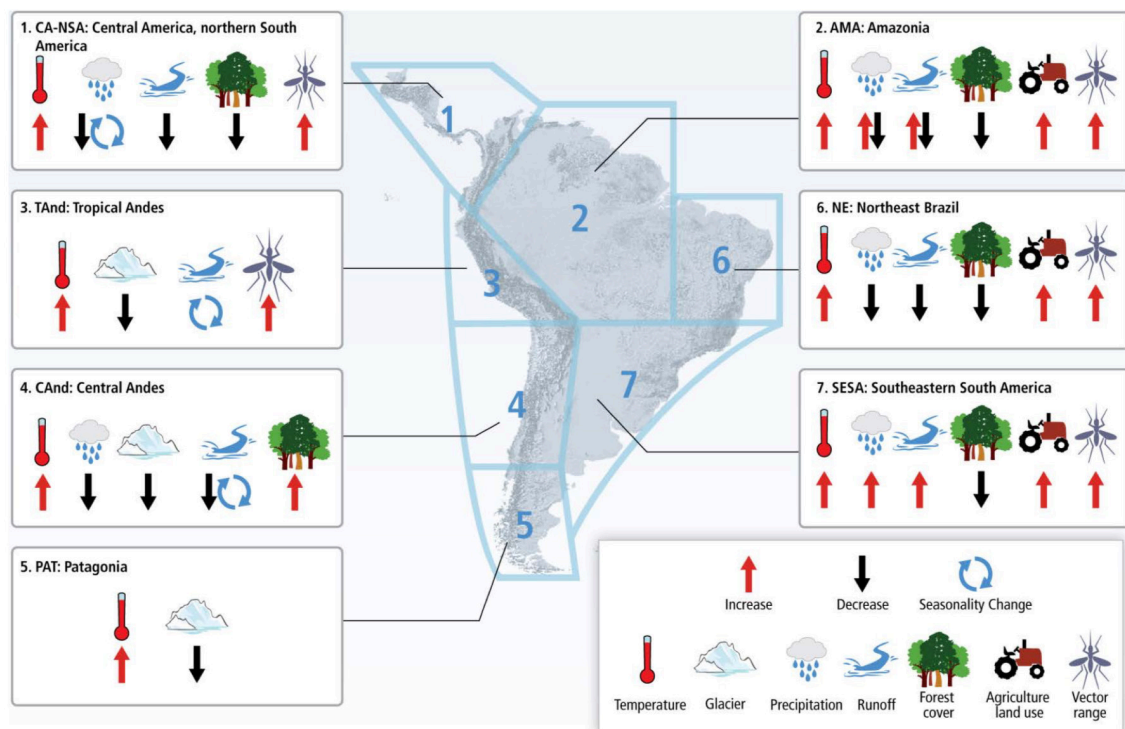 1. CA-NSA: Central America, northern South
America
2. AMA: Amazonia
3. TAnd: Tropical Andes
6. NE: Northeast Brazil
4. CAnd: Central Andes
7. SESA: Southeastern South America
5. PAT: Patagonia
1
2
3
6
4
7
5
Increase
Decrease
Seasonality Change
Temperature
Glacier
Precipitation
Runoff
Forest
cover
Agriculture
land use
Vector
range